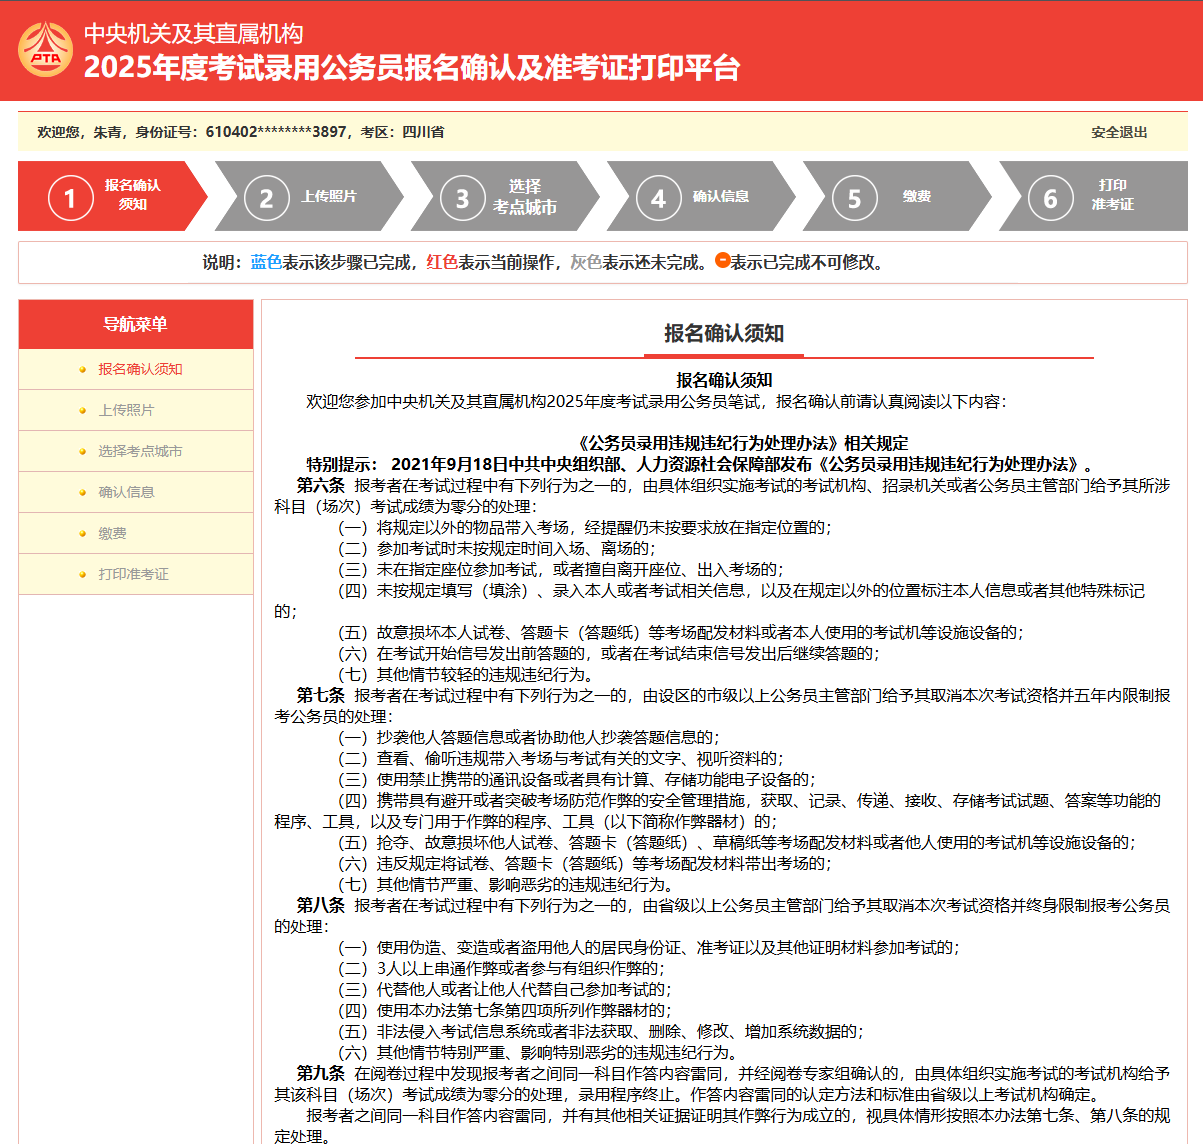 PTA
中央机关及其直属机构
2025年度考试录用公务员报名确认及准考证打印平台
欢迎您，朱青，身份证号：610402********3897，考区：四川省
安全退出
1 报名确认
须知
2 上传照片
3 选择
考点城市
4 确认信息
5 缴费
6 打印
准考证
说明：蓝色表示该步骤已完成，红色表示当前操作，灰色表示还未完成。表示已完成不可修改。
导航菜单
报名确认须知
上传照片
选择考点城市
确认信息
缴费
打印准考证
报名确认须知
报名确认须知
欢迎您参加中央机关及其直属机构2025年度考试录用公务员笔试，报名确认前请认真阅读以下内容：
《公务员录用违规违纪行为处理办法》相关规定
特别提示： 2021年9月18日中共中央组织部、人力资源社会保障部发布《公务员录用违规违纪行为处理办法》。
第六条 报考者在考试过程中有下列行为之一的，由具体组织实施考试的考试机构、招录机关或者公务员主管部门给予其所涉
科目（场次）考试成绩为零分的处理：
（一）将规定以外的物品带入考场，经提醒仍未按要求放在指定位置的；
（二）参加考试时未按规定时间入场、离场的；
（三）未在指定座位参加考试，或者擅自离开座位、出入考场的；
（四）未按规定填写（填涂）、录入本人或者考试相关信息，以及在规定以外的位置标注本人信息或者其他特殊标记
的；
（五）故意损坏本人试卷、答题卡（答题纸）等考场配发材料或者本人使用的考试机等设施设备的；
（六）在考试开始信号发出前答题的，或者在考试结束信号发出后继续答题的；
（七）其他情节较轻的违规违纪行为。
第七条 报考者在考试过程中有下列行为之一的，由设区的市级以上公务员主管部门给予其取消本次考试资格并五年内限制报
考公务员的处理：
（一）抄袭他人答题信息或者协助他人抄袭答题信息的；
（二）查看、偷听违规带入考场与考试有关的文字、视听资料的；
（三）使用禁止携带的通讯设备或者具有计算、存储功能电子设备的；
（四）携带具有避开或者突破考场防范作弊的安全管理措施，获取、记录、传递、接收、存储考试试题、答案等功能的
程序、工具，以及专门用于作弊的程序、工具（以下简称作弊器材）的；
（五）抢夺、故意损坏他人试卷、答题卡（答题纸）、草稿纸等考场配发材料或者他人使用的考试机等设施设备的；
（六）违反规定将试卷、答题卡（答题纸）等考场配发材料带出考场的；
（七）其他情节严重、影响恶劣的违规违纪行为。
第八条 报考者在考试过程中有下列行为之一的，由省级以上公务员主管部门给予其取消本次考试资格并终身限制报考公务员
的处理：
（一）使用伪造、变造或者盗用他人的居民身份证、准考证以及其他证明材料参加考试的；
（二）3人以上串通作弊或者参与有组织作弊的；
（三）代替他人或者让他人代替自己参加考试的；
（四）使用本办法第七条第四项所列作弊器材的；
（五）非法侵入考试信息系统或者非法获取、删除、修改、增加系统数据的；
（六）其他情节特别严重、影响特别恶劣的违规违纪行为。
第九条 在阅卷过程中发现报考者之间同一科目作答内容雷同，并经阅卷专家组确认的，由具体组织实施考试的考试机构给予
其该科目（场次）考试成绩为零分的处理，录用程序终止。作答内容雷同的认定方法和标准由省级以上考试机构确定。
报考者之间同一科目作答内容雷同，并有其他相关证据证明其作弊行为成立的，视具体情形按照本办法第七条、第八条的规
定处理。